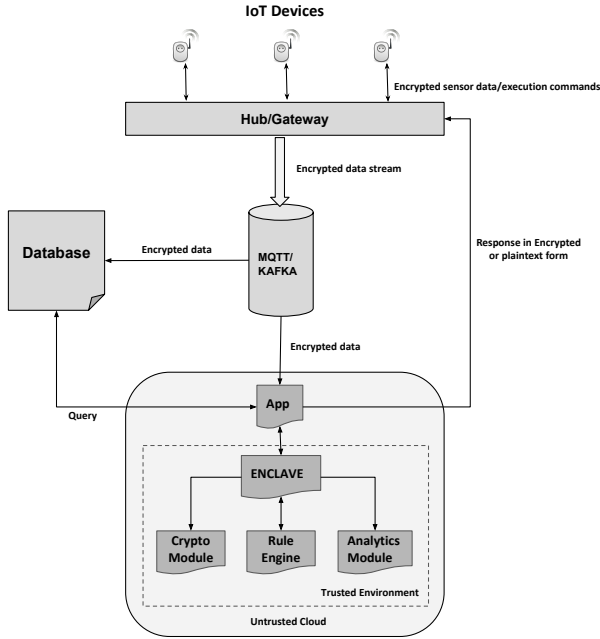 IoT Devices
Encrypted sensor data/execution commands
Hub/Gateway
Encrypted data stream
Database
Encrypted data
MQTT/
KAFKA
Response in Encrypted
or plaintext form
Encrypted data
App
Query
ENCLAVE
Crypto
Module
Rule
Engine
Analytics
Module
Trusted Environment
Untrusted Cloud